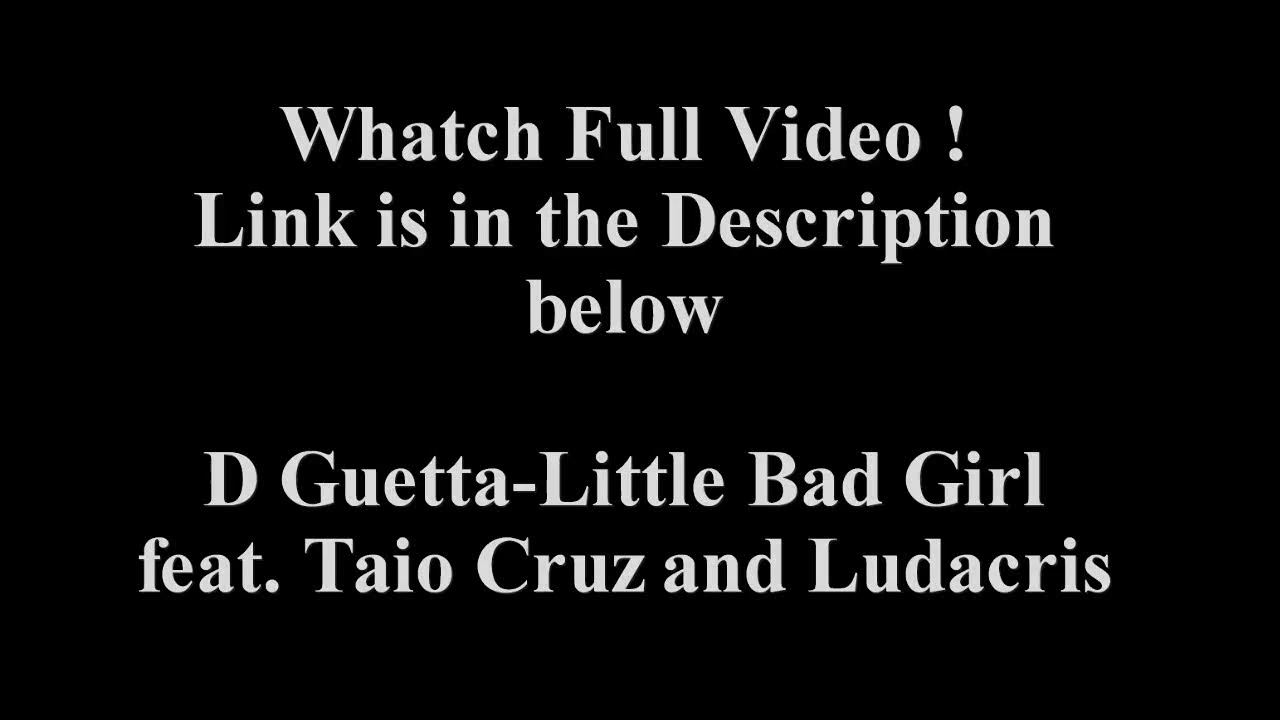 Whatch Full Video !
Link is in the Description
below
D Guetta-Little Bad Girl
feat. Taio Cruz and Ludacris